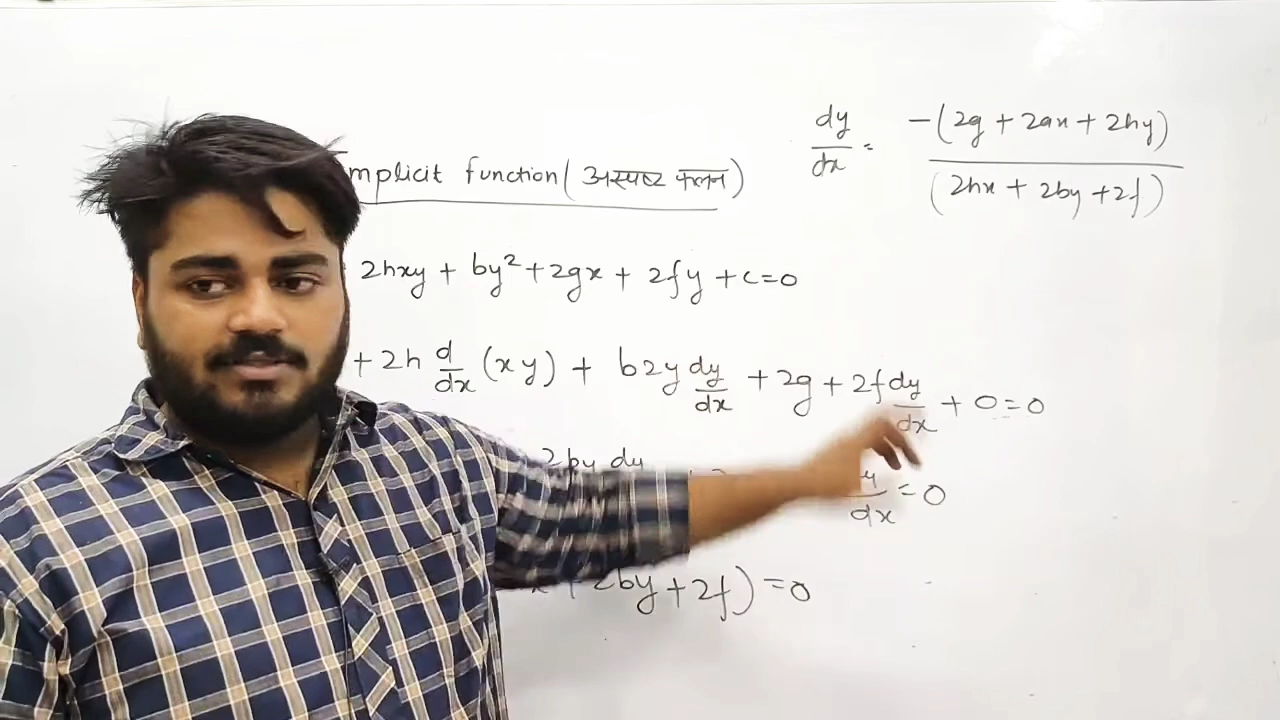 mplicit function (अस्पष्ट फलन)
dy/dx = -(2g + 2ax + 2hy) / (2hx + 2by + 2f)
2hxy + by² + 2gx + 2fy + c = 0
+ 2h d/dx (xy) + b2y dy/dx + 2g + 2f dy/dx + 0 = 0
2by dy dx = 0
+ 2by + 2f) = 0